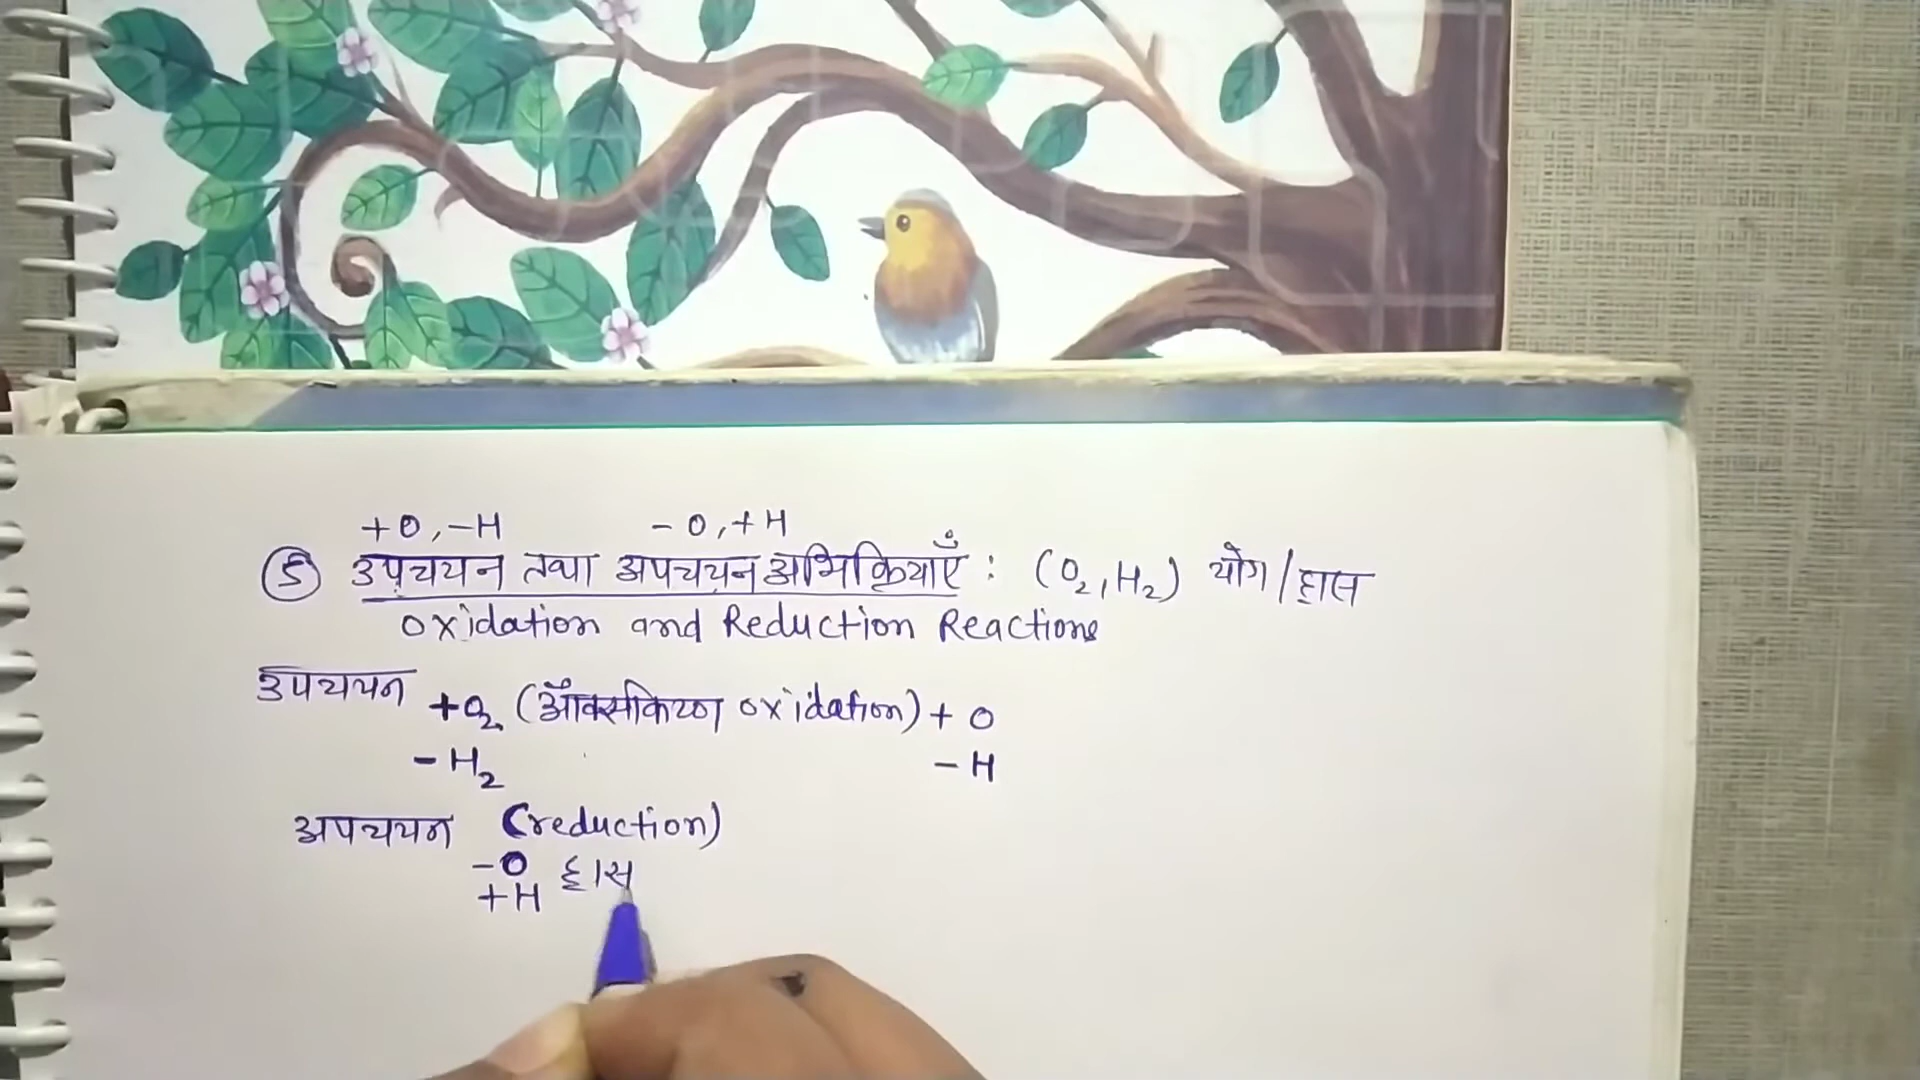 +O, -H -O, +H
5 उपचयन तथा अपचयन अभिक्रियाएँ : (O₂, H₂) योग/ह्रास
Oxidation and Reduction Reactions
उपचयन +O₂ (ऑक्सीकरण oxidation) + O
- H₂ - H
अपचयन (reduction)
-O ह्रास
+H